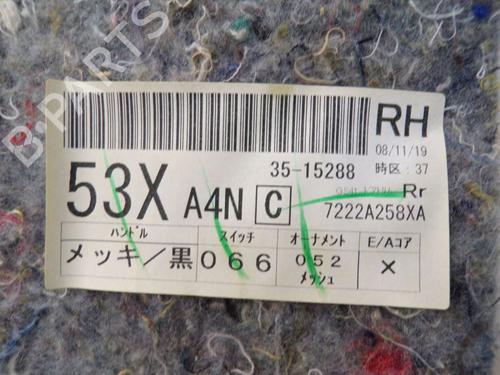 B-PARTS
RH
08/11/19
35-15288 時区:37
53X A4N C Rr
7222A258XA
ハンドル スイッチ オーナメント E/Aコア
メッキ/黒 066 052 ×
メッシュ